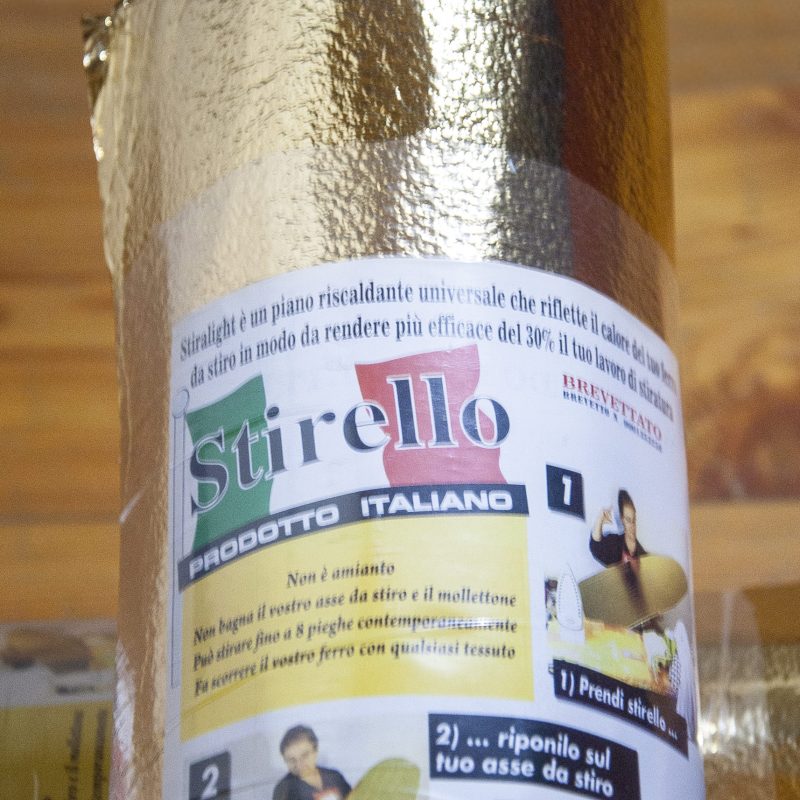 Stiralight è un piano riscaldante universale che riflette il calore del tuo ferro
da stiro in modo da rendere più efficace del 30% il tuo lavoro di stiratura
Stirello
PRODOTTO ITALIANO
BREVETTATO
BREVETTO N
Non è amianto
Non bagna il vostro asse da stiro e il mollettone
Può stirare fino a 8 pieghe contemporaneamente
Fa scorrere il vostro ferro con qualsiasi tessuto
1
1) Prendi stirello ...
2
2) ... riponilo sul
tuo asse da stiro